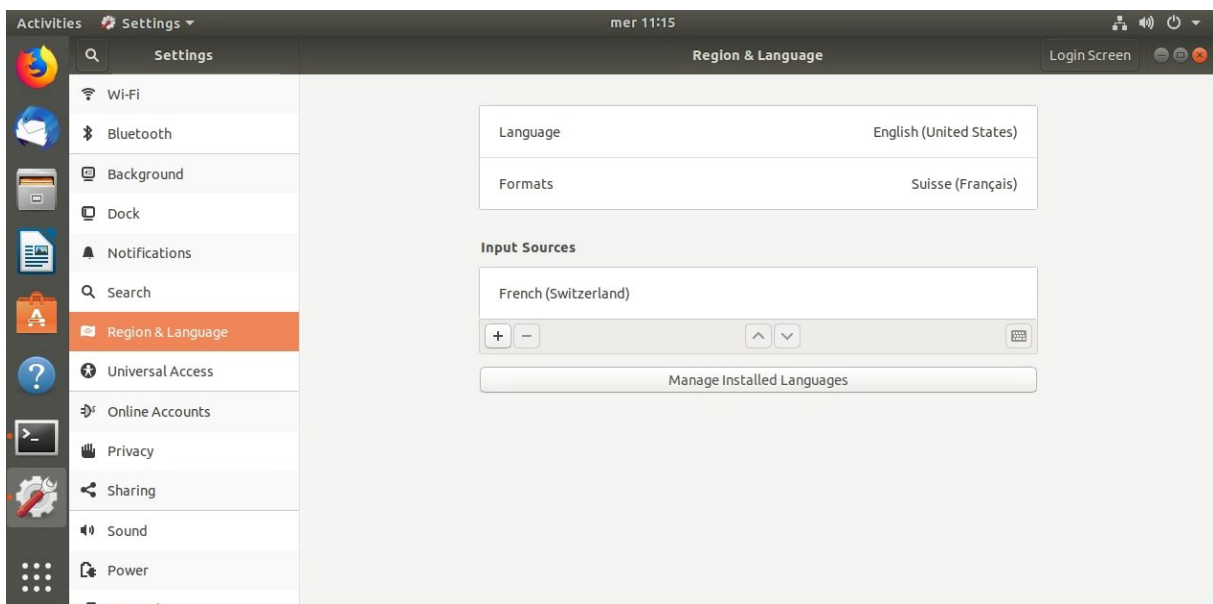 Activities Settings mer 11:15
Settings Region & Language Login Screen
Wi-Fi
Bluetooth
Background
Dock
Notifications
Search
Region & Language
Universal Access
Online Accounts
Privacy
Sharing
Sound
Power
Language English (United States)
Formats Suisse (Français)
Input Sources
French (Switzerland)
Manage Installed Languages